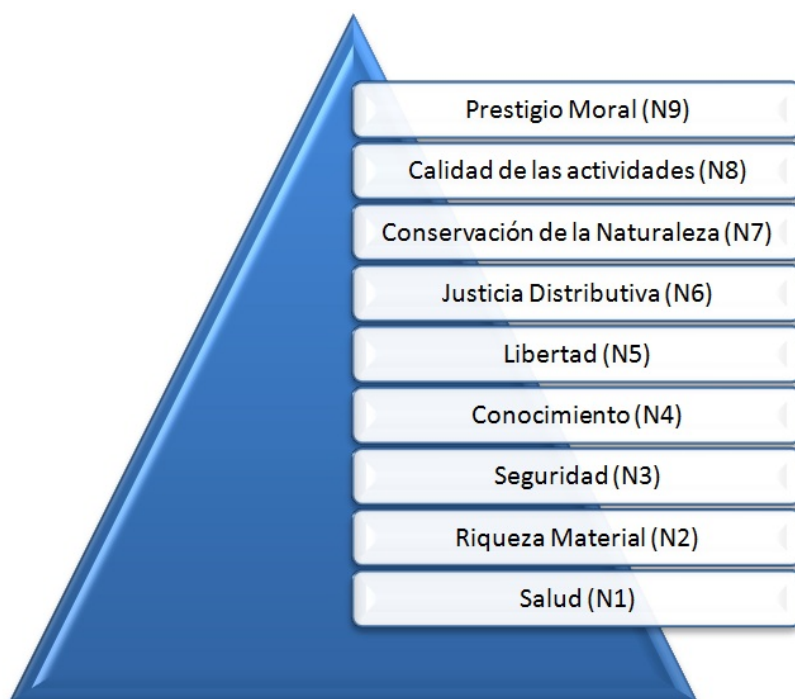 Prestigio Moral (N9)
Calidad de las actividades (N8)
Conservación de la Naturaleza (N7)
Justicia Distributiva (N6)
Libertad (N5)
Conocimiento (N4)
Seguridad (N3)
Riqueza Material (N2)
Salud (N1)